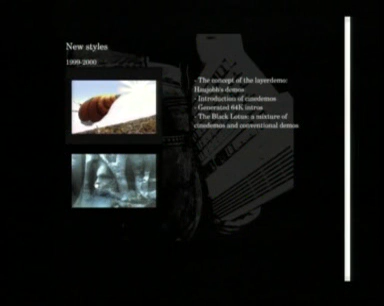 New styles
1999-2000
- The concept of the layerdemo:
Haujobb's demos
- Introduction of cinedemos
- Generated 64K intros
- The Black Lotus: a mixture of
cinedemos and conventional demos